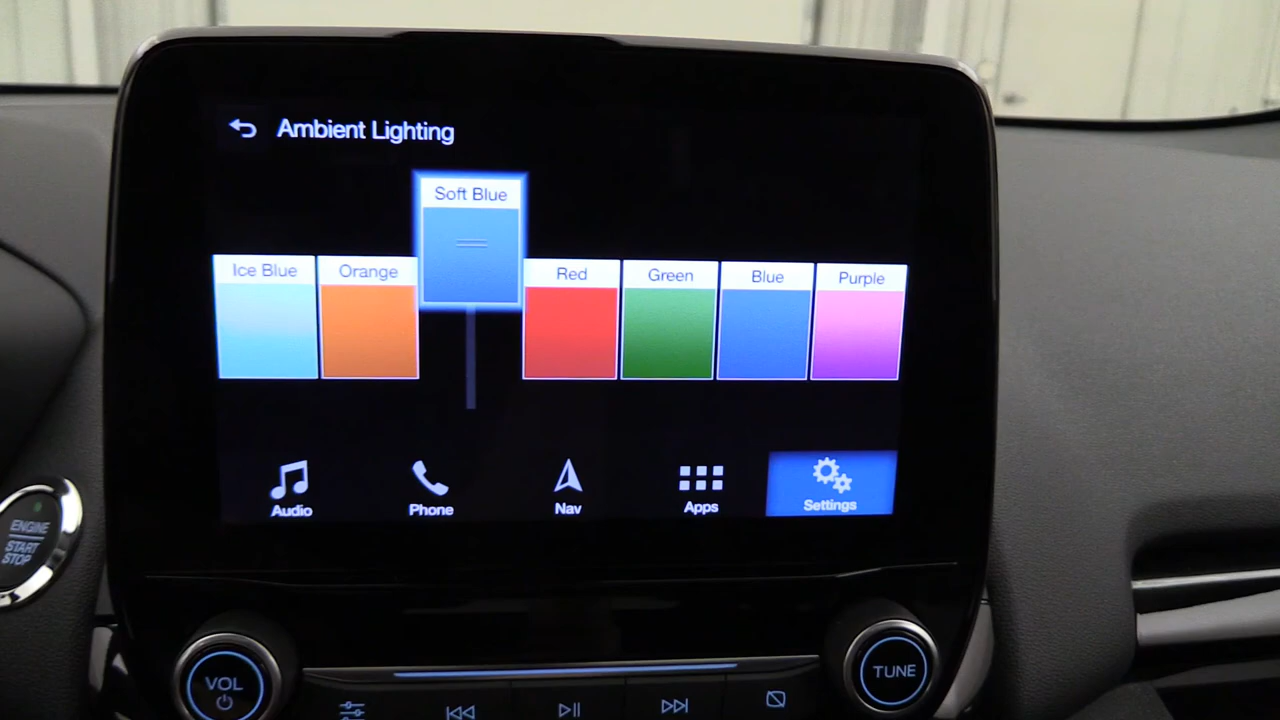 Ambient Lighting
Soft Blue
Ice Blue
Orange
Red
Green
Blue
Purple
Audio
Phone
Nav
Apps
Settings
ENGINE
START
STOP
VOL
TUNE